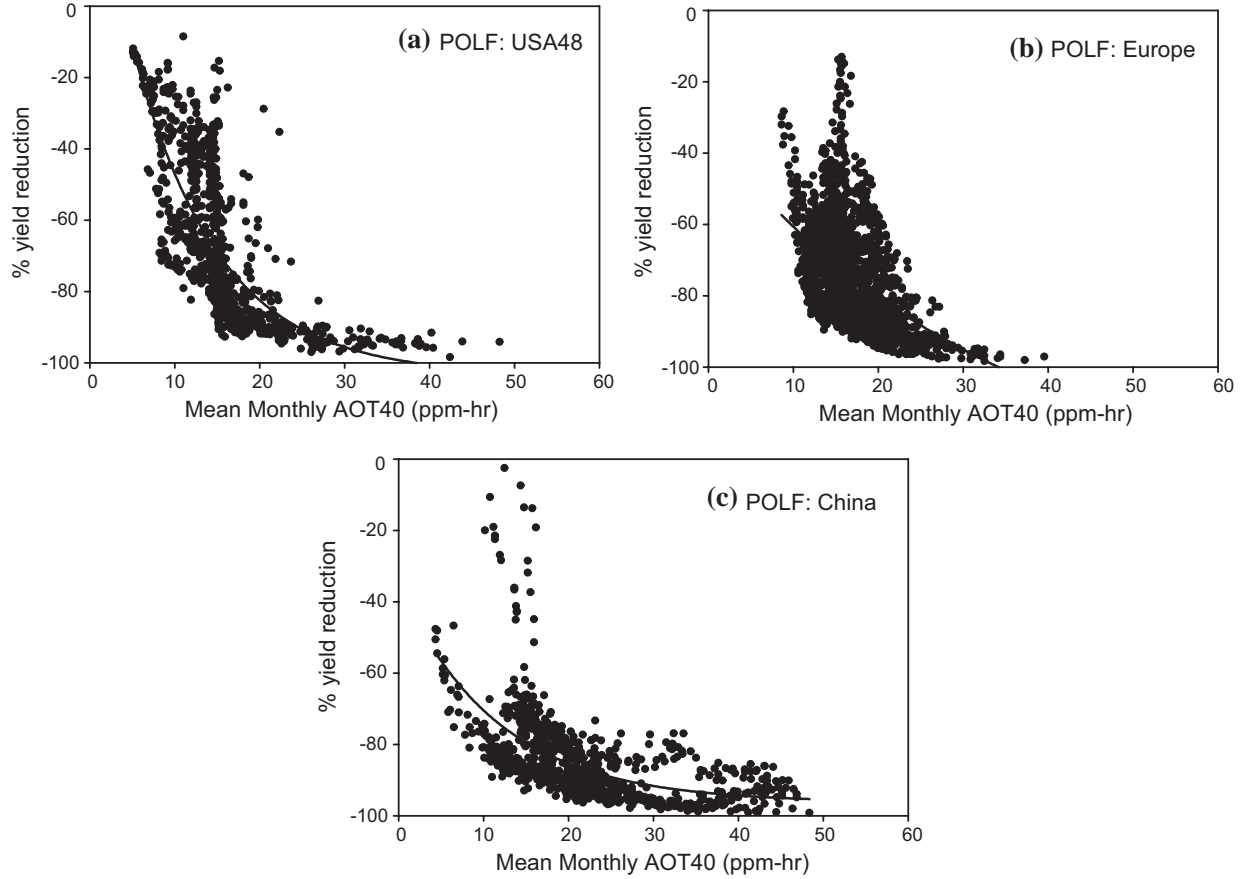 (a) POLF: USA48
% yield reduction
0
-20
-40
-60
-80
-100
0 10 20 30 40 50 60
Mean Monthly AOT40 (ppm-hr)
(b) POLF: Europe
% yield reduction
0
-20
-40
-60
-80
-100
0 10 20 30 40 50 60
Mean Monthly AOT40 (ppm-hr)
(c) POLF: China
% yield reduction
0
-20
-40
-60
-80
-100
0 10 20 30 40 50 60
Mean Monthly AOT40 (ppm-hr)